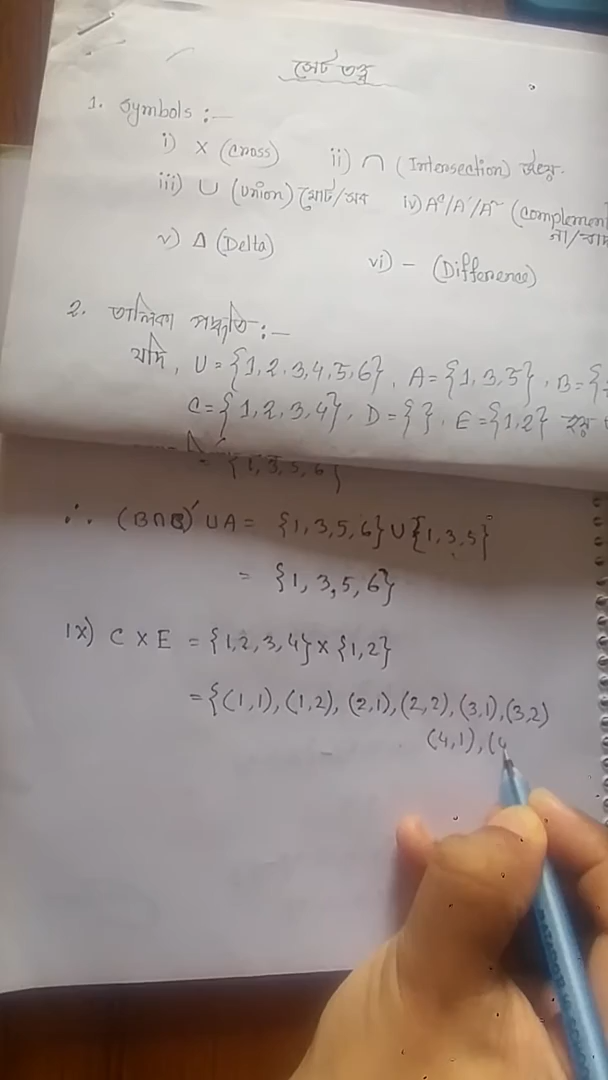 সেট তত্ত্ব
1. Symbols :—
i) × (Cross) ii) ∩ (Intersection)
iii) ∪ (Union) মোট/সব iv) A^c/A'/A~ (Complement
না/বাদ
v) Δ (Delta) vi) - (Difference)
2. তালিকা পদ্ধতি :—
যদি, U = {1,2,3,4,5,6}, A = {1,3,5}, B = {
C = { 1,2,3,4}, D = { }, E = {1,2} হয়
= {1,3,5,6}
∴ (B∩C)' ∪ A = {1,3,5,6} ∪ {1,3,5}
= {1,3,5,6}
ix) C × E = {1,2,3,4} × {1,2}
= {(1,1), (1,2), (2,1), (2,2), (3,1), (3,2)
(4,1), (4